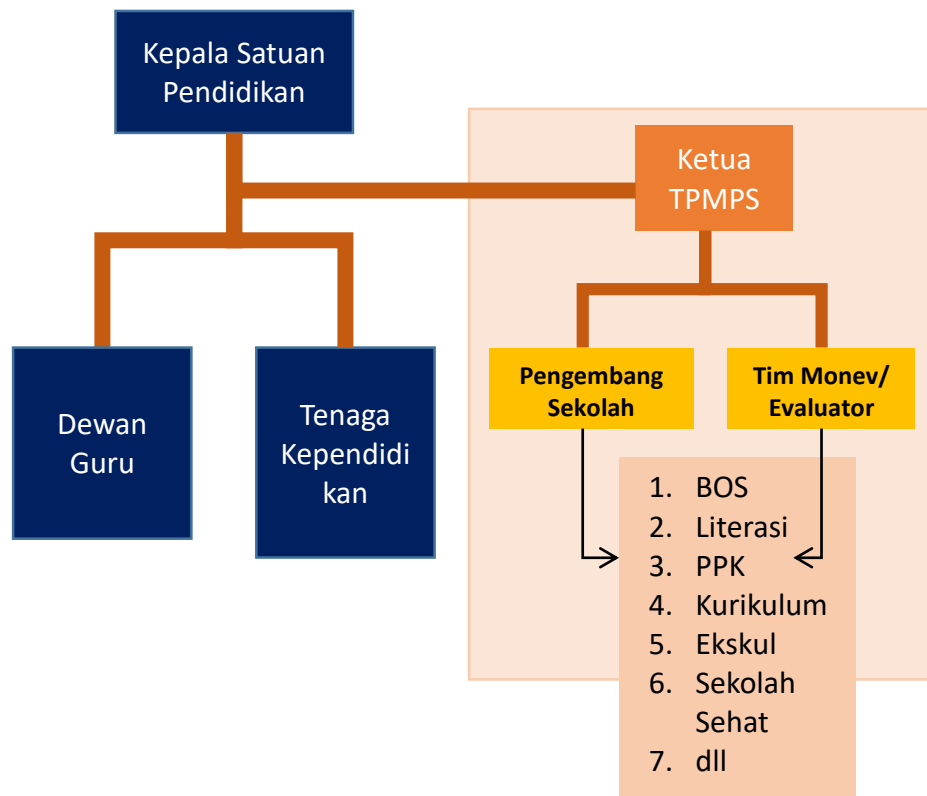 Kepala Satuan
Pendidikan
Ketua
TPMPS
Dewan
Guru
Tenaga
Kependidi
kan
Pengembang
Sekolah
Tim Monev/
Evaluator
1. BOS
2. Literasi
3. PPK
4. Kurikulum
5. Ekskul
6. Sekolah
Sehat
7. dll